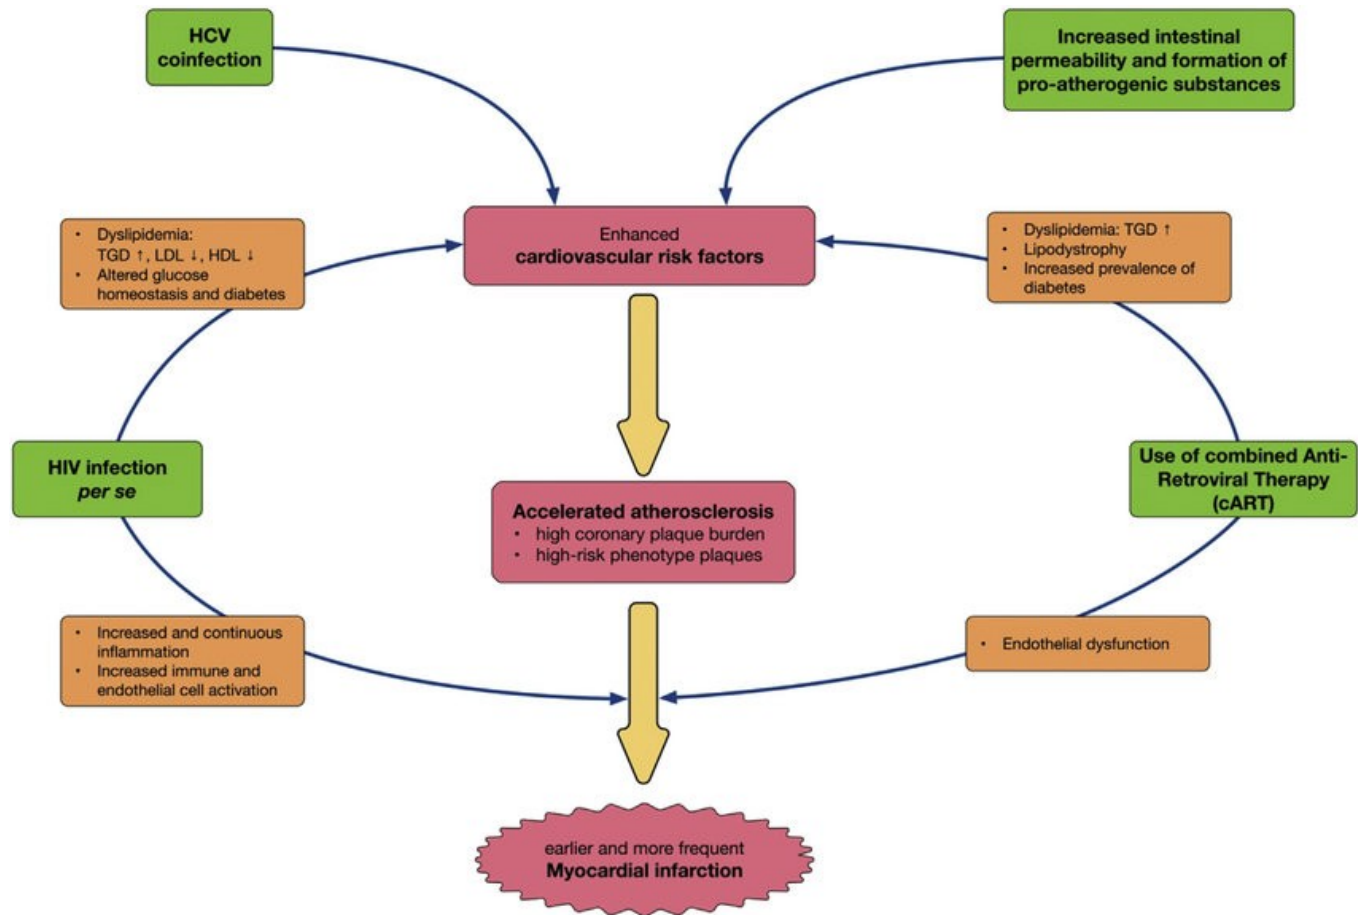 HCV
coinfection
Increased intestinal
permeability and formation of
pro-atherogenic substances
• Dyslipidemia:
TGD ↑, LDL ↓, HDL ↓
• Altered glucose
homeostasis and diabetes
Enhanced
cardiovascular risk factors
• Dyslipidemia: TGD ↑
• Lipodystrophy
• Increased prevalence of
diabetes
HIV infection
per se
Accelerated atherosclerosis
• high coronary plaque burden
• high-risk phenotype plaques
Use of combined Anti-
Retroviral Therapy
(cART)
• Increased and continuous
inflammation
• Increased immune and
endothelial cell activation
• Endothelial dysfunction
earlier and more frequent
Myocardial infarction